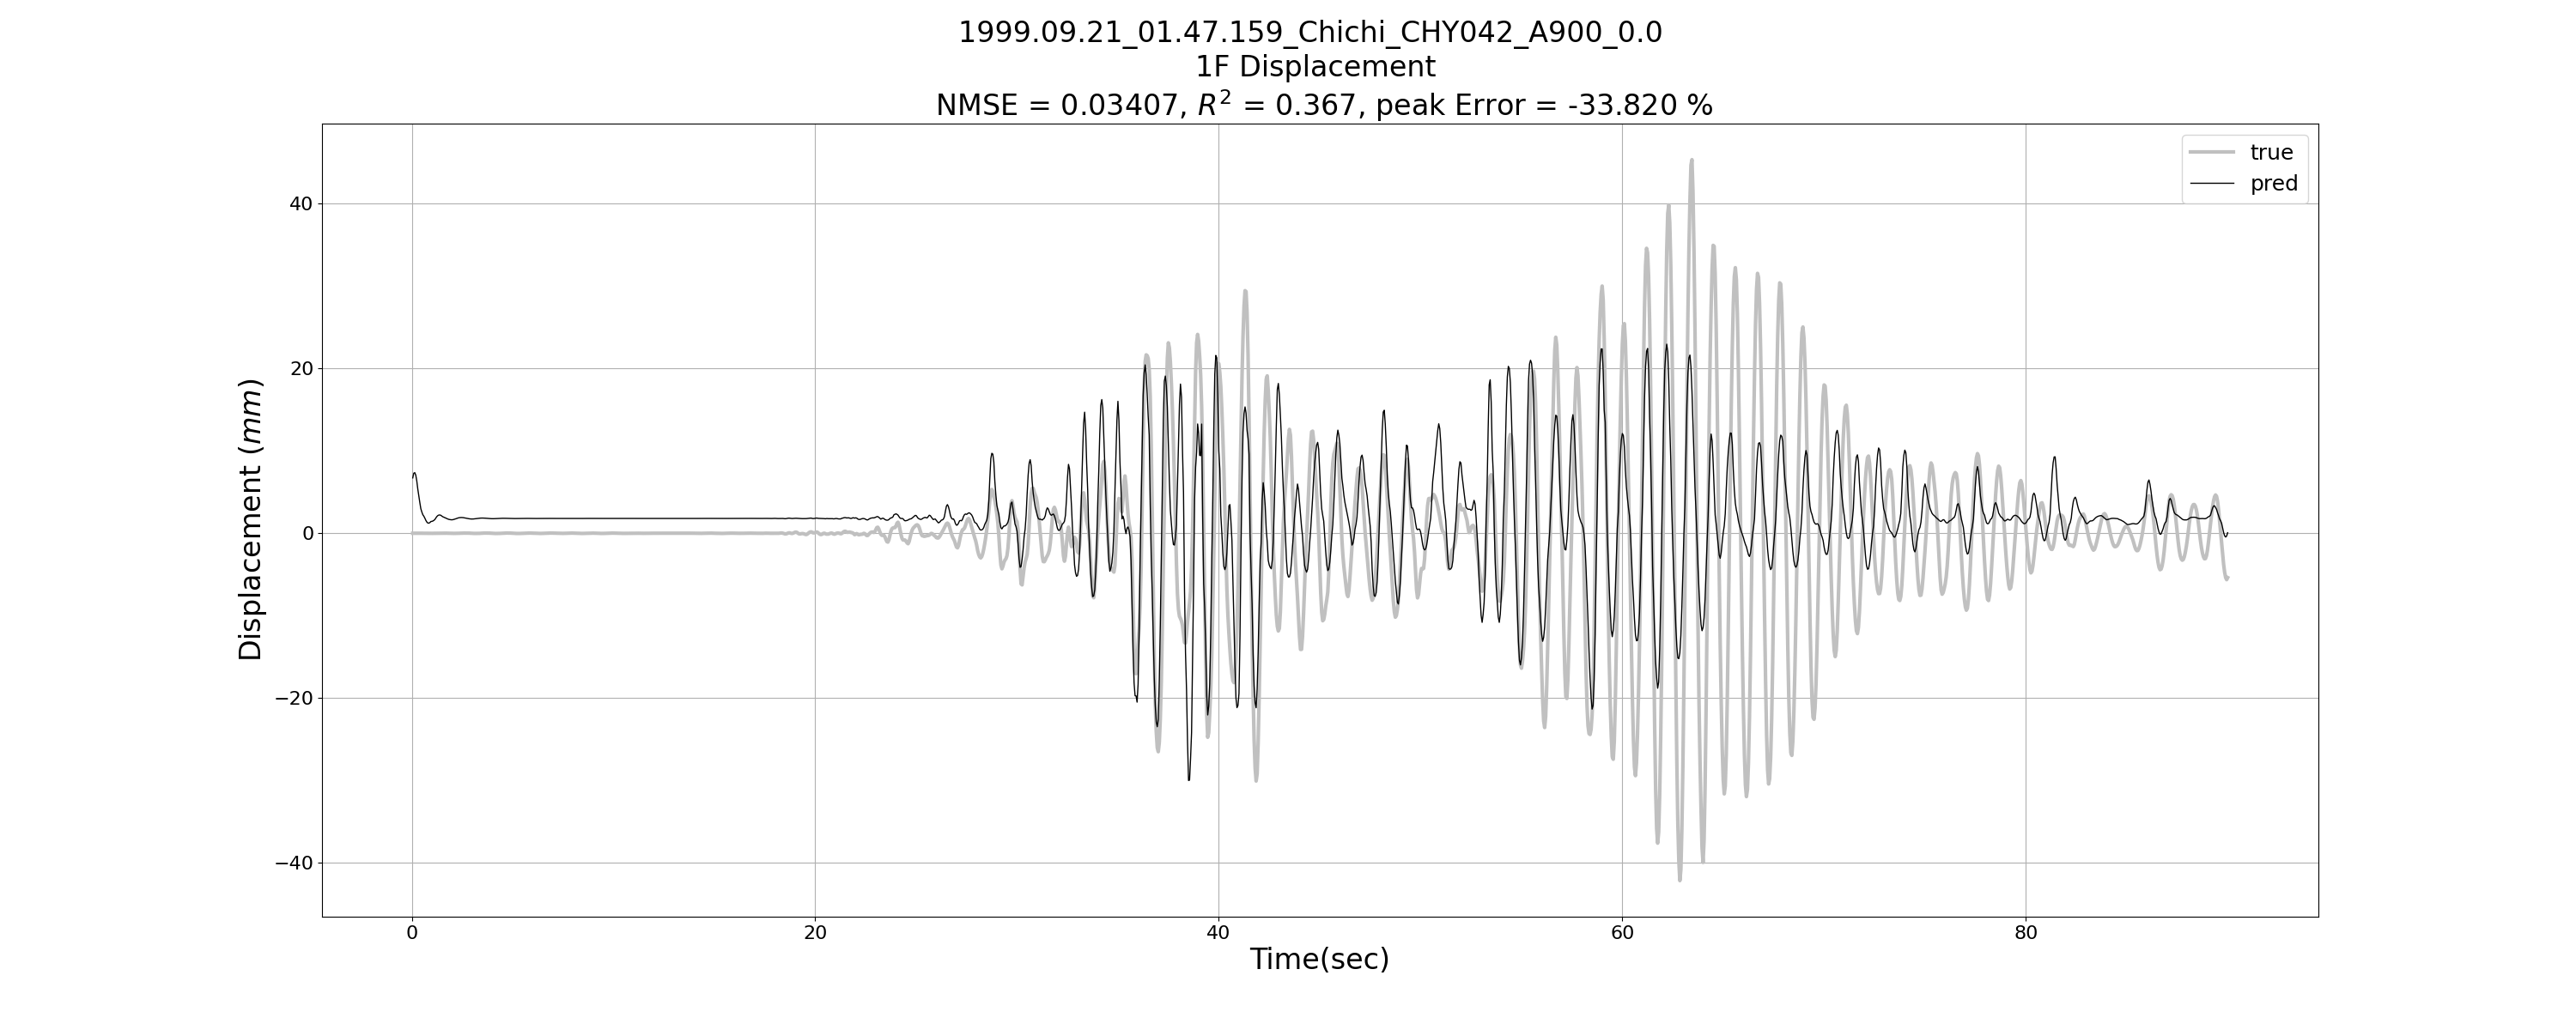 1999.09.21_01.47.159_Chichi_CHY042_A900_0.0
1F Displacement
NMSE = 0.03407, R² = 0.367, peak Error = -33.820 %
true
pred
Displacement (mm)
40
20
0
−20
−40
0 20 40 60 80
Time(sec)